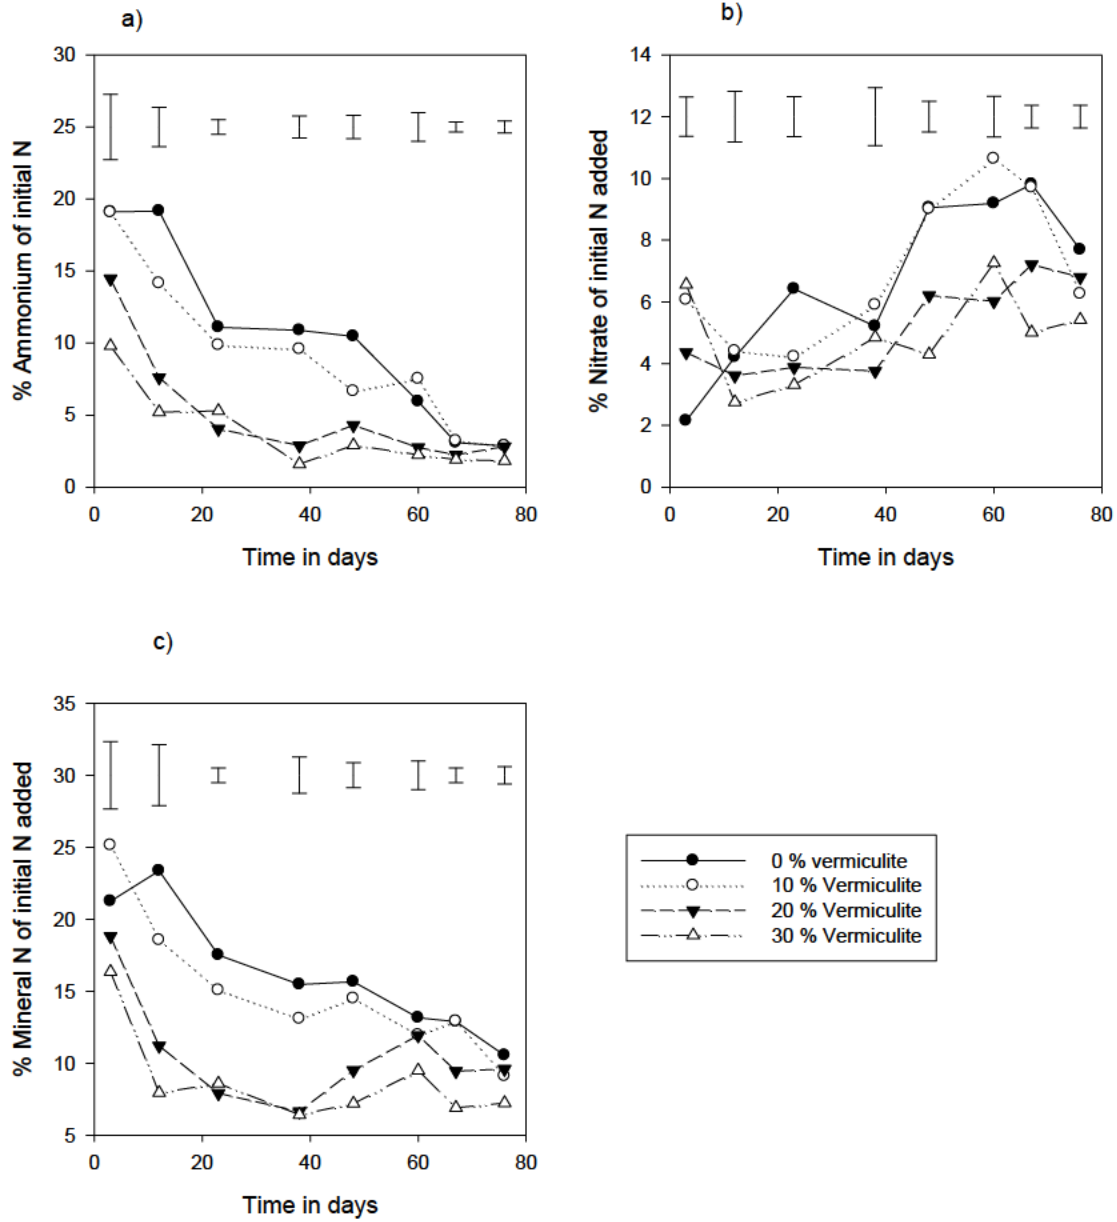 a)
% Ammonium of initial N
30
25
20
15
10
5
0
0 20 40 60 80
Time in days
b)
% Nitrate of initial N added
14
12
10
8
6
4
2
0
0 20 40 60 80
Time in days
c)
% Mineral N of initial N added
35
30
25
20
15
10
5
0 20 40 60 80
Time in days
0 % vermiculite
10 % Vermiculite
20 % Vermiculite
30 % Vermiculite